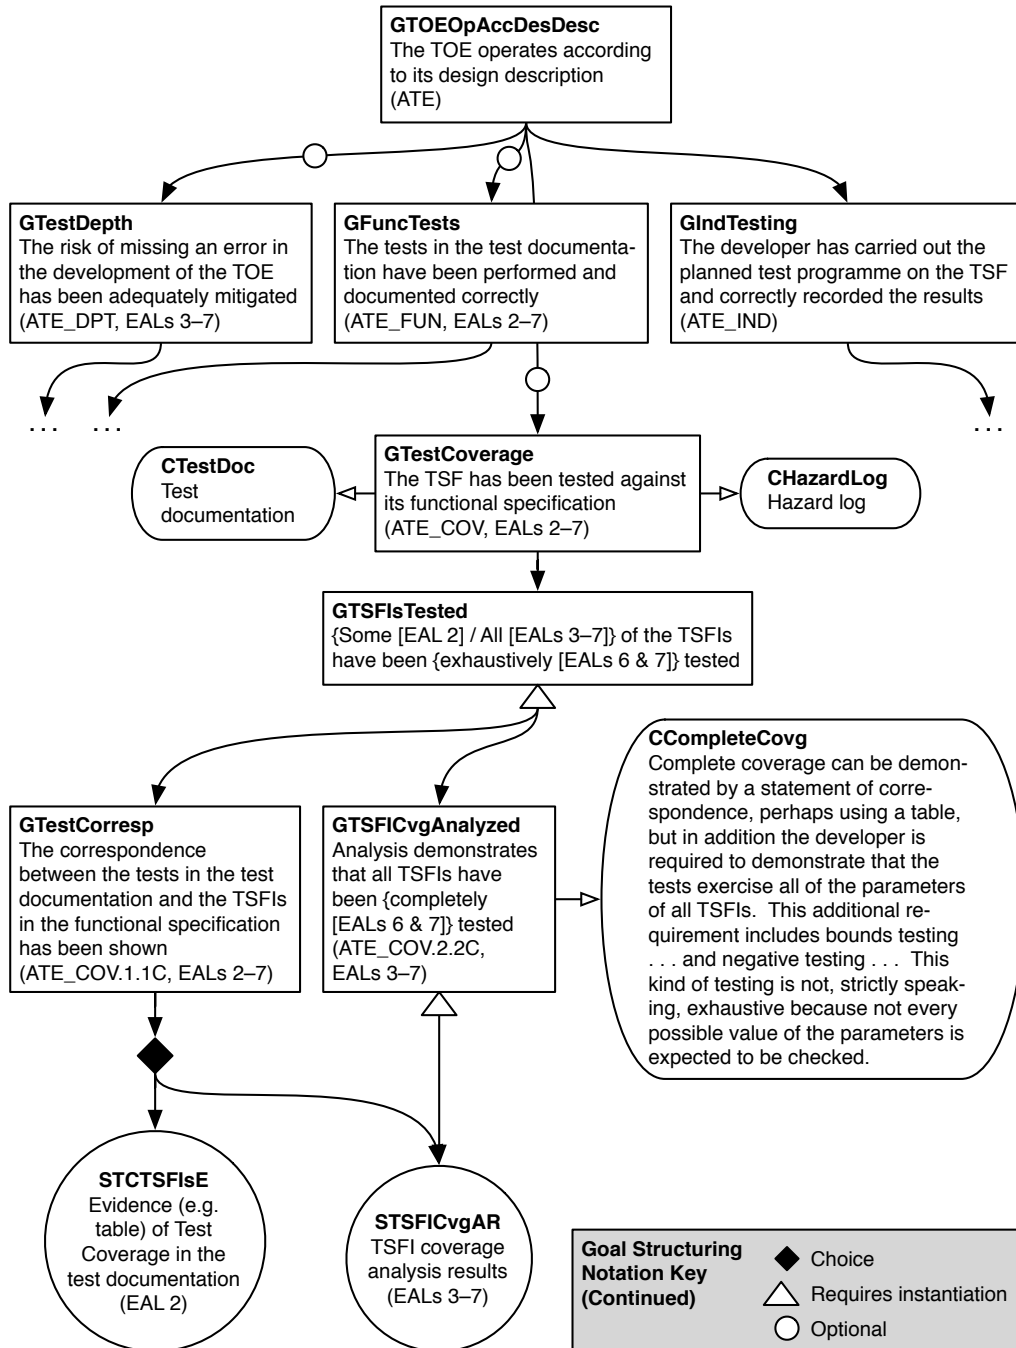 GTOEOpAccDesDesc
The TOE operates according
to its design description
(ATE)
GTestDepth
The risk of missing an error in
the development of the TOE
has been adequately mitigated
(ATE_DPT, EALs 3–7)
GFuncTests
The tests in the test documenta-
tion have been performed and
documented correctly
(ATE_FUN, EALs 2–7)
GIndTesting
The developer has carried out the
planned test programme on the TSF
and correctly recorded the results
(ATE_IND)
. . .
. . .
. . .
CTestDoc
Test
documentation
GTestCoverage
The TSF has been tested against
its functional specification
(ATE_COV, EALs 2–7)
CHazardLog
Hazard log
GTSFIsTested
{Some [EAL 2] / All [EALs 3–7]} of the TSFIs
have been {exhaustively [EALs 6 & 7]} tested
GTestCorresp
The correspondence
between the tests in the test
documentation and the TSFIs
in the functional specification
has been shown
(ATE_COV.1.1C, EALs 2–7)
GTSFICvgAnalyzed
Analysis demonstrates
that all TSFIs have
been {completely
[EALs 6 & 7]} tested
(ATE_COV.2.2C,
EALs 3–7)
CCompleteCovg
Complete coverage can be demon-
strated by a statement of corre-
spondence, perhaps using a table,
but in addition the developer is
required to demonstrate that the
tests exercise all of the parameters
of all TSFIs. This additional re-
quirement includes bounds testing
. . . and negative testing . . . This
kind of testing is not, strictly speak-
ing, exhaustive because not every
possible value of the parameters is
expected to be checked.
STCTSFIsE
Evidence (e.g.
table) of Test
Coverage in the
test documentation
(EAL 2)
STSFICvgAR
TSFI coverage
analysis results
(EALs 3–7)
Goal Structuring
Notation Key
(Continued)
Choice
Requires instantiation
Optional